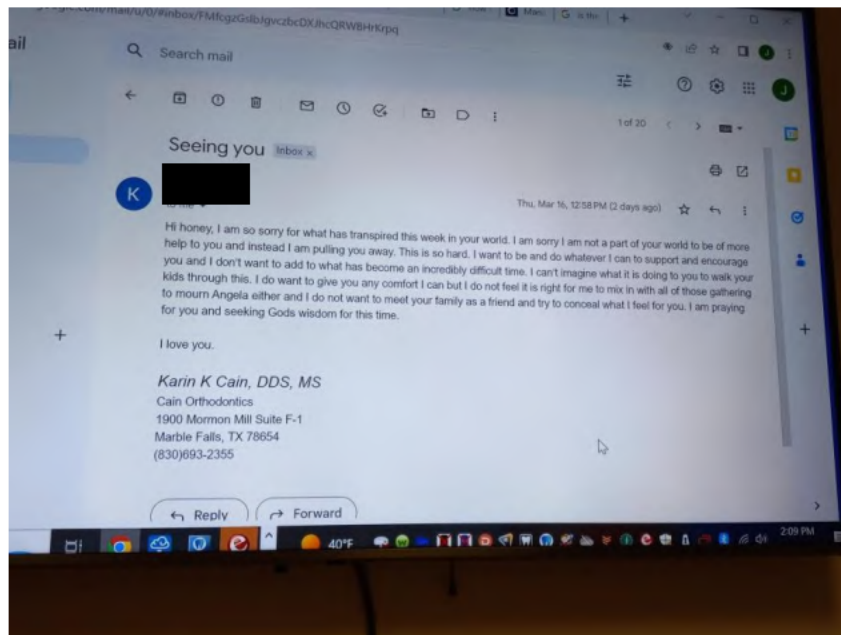 mail/u/0/#inbox/FMfcgzGslbJgvczbcDXJhcQRWBHrKrpq
ail
Search mail
1 of 20
Seeing you Inbox x
K
Thu, Mar 16, 12:58 PM (2 days ago)
J
Hi honey, I am so sorry for what has transpired this week in your world. I am sorry I am not a part of your world to be of more
help to you and instead I am pulling you away. This is so hard. I want to be and do whatever I can to support and encourage
you and I don't want to add to what has become an incredibly difficult time. I can't imagine what it is doing to you to walk your
kids through this. I do want to give you any comfort I can but I do not feel it is right for me to mix in with all of those gathering
to mourn Angela either and I do not want to meet your family as a friend and try to conceal what I feel for you. I am praying
for you and seeking Gods wisdom for this time.
I love you.
Karin K Cain, DDS, MS
Cain Orthodontics
1900 Mormon Mill Suite F-1
Marble Falls, TX 78654
(830)693-2355
Reply
Forward
40°F
2:09 PM